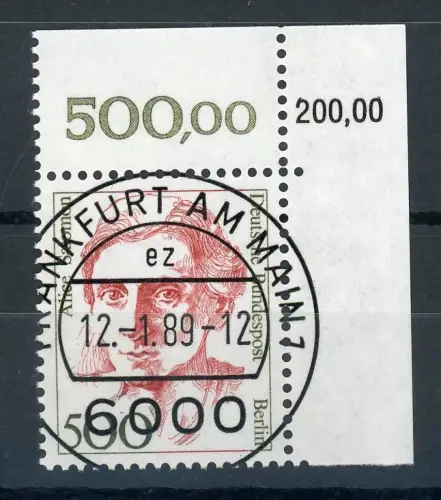 500,00
200,00
FRANKFURT AM MAIN 1
ez
12.-1.89-12
6000
Alice Salomon
Deutsche Bundespost Berlin
500